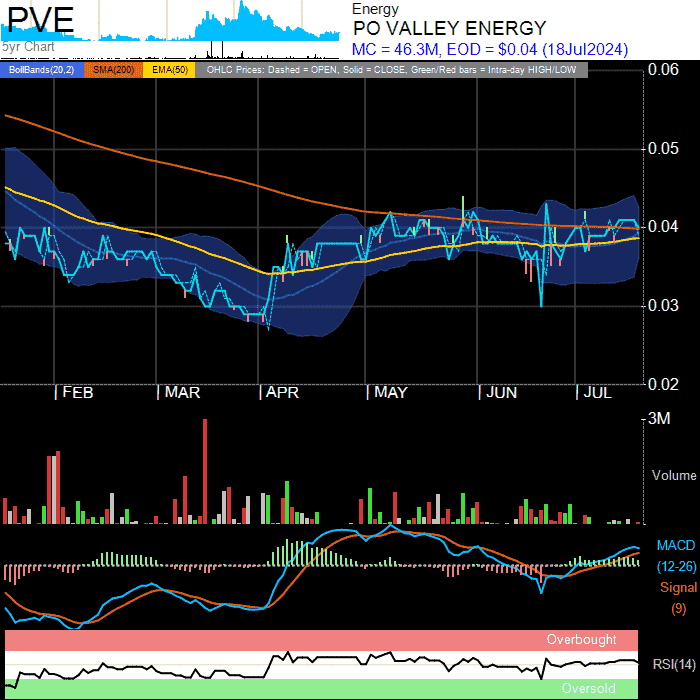 PVE
5yr Chart
Energy
PO VALLEY ENERGY
MC = 46.3M, EOD = $0.04 (18Jul2024)
BollBands(20,2) SMA(200) EMA(50) OHLC Prices: Dashed = OPEN, Solid = CLOSE, Green/Red bars = Intra-day HIGH/LOW
0.06
0.05
0.04
0.03
0.02
FEB MAR APR MAY JUN JUL
3M
Volume
MACD
(12-26)
Signal
(9)
Overbought
RSI(14)
Oversold